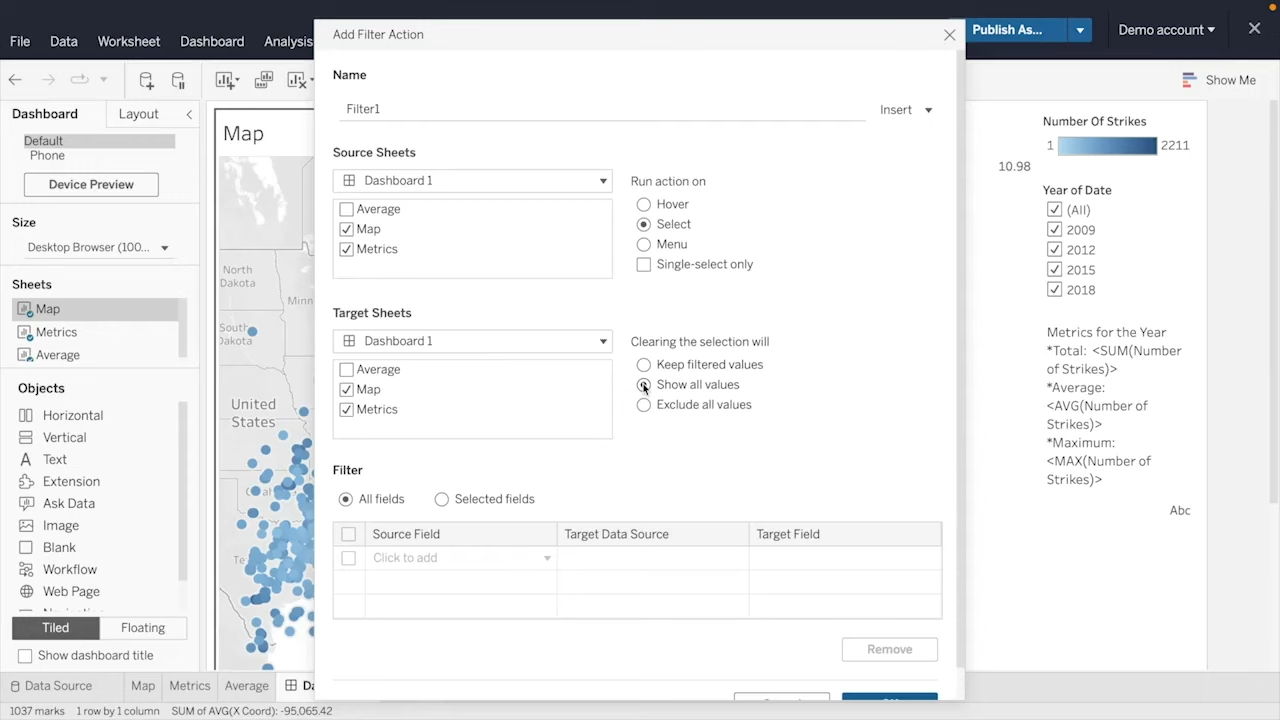 Add Filter Action
File Data Worksheet Dashboard Analysis
Publish As... Demo account
Show Me
Dashboard Layout
Default
Phone
Device Preview
Size
Desktop Browser (100...
Sheets
Map
Metrics
Average
Objects
Horizontal
Vertical
Text
Extension
Ask Data
Image
Blank
Workflow
Web Page
Tiled Floating
Show dashboard title
Map
North
Dakota
Minn
South
Dakota
United
States
Name
Filter1 Insert
Source Sheets
Dashboard 1
Average
Map
Metrics
Run action on
Hover
Select
Menu
Single-select only
Target Sheets
Dashboard 1
Average
Map
Metrics
Clearing the selection will
Keep filtered values
Show all values
Exclude all values
Filter
All fields Selected fields
Source Field Target Data Source Target Field
Click to add
Remove
10.98
Number Of Strikes
1 2211
Year of Date
(All)
2009
2012
2015
2018
Metrics for the Year
*Total: <SUM(Number
of Strikes)>
*Average:
<AVG(Number of
Strikes)>
*Maximum:
<MAX(Number of
Strikes)>
Abc
Data Source Map Metrics Average Da
1037 marks 1 row by 1 column SUM of AVG(X Coord): -95,065.42